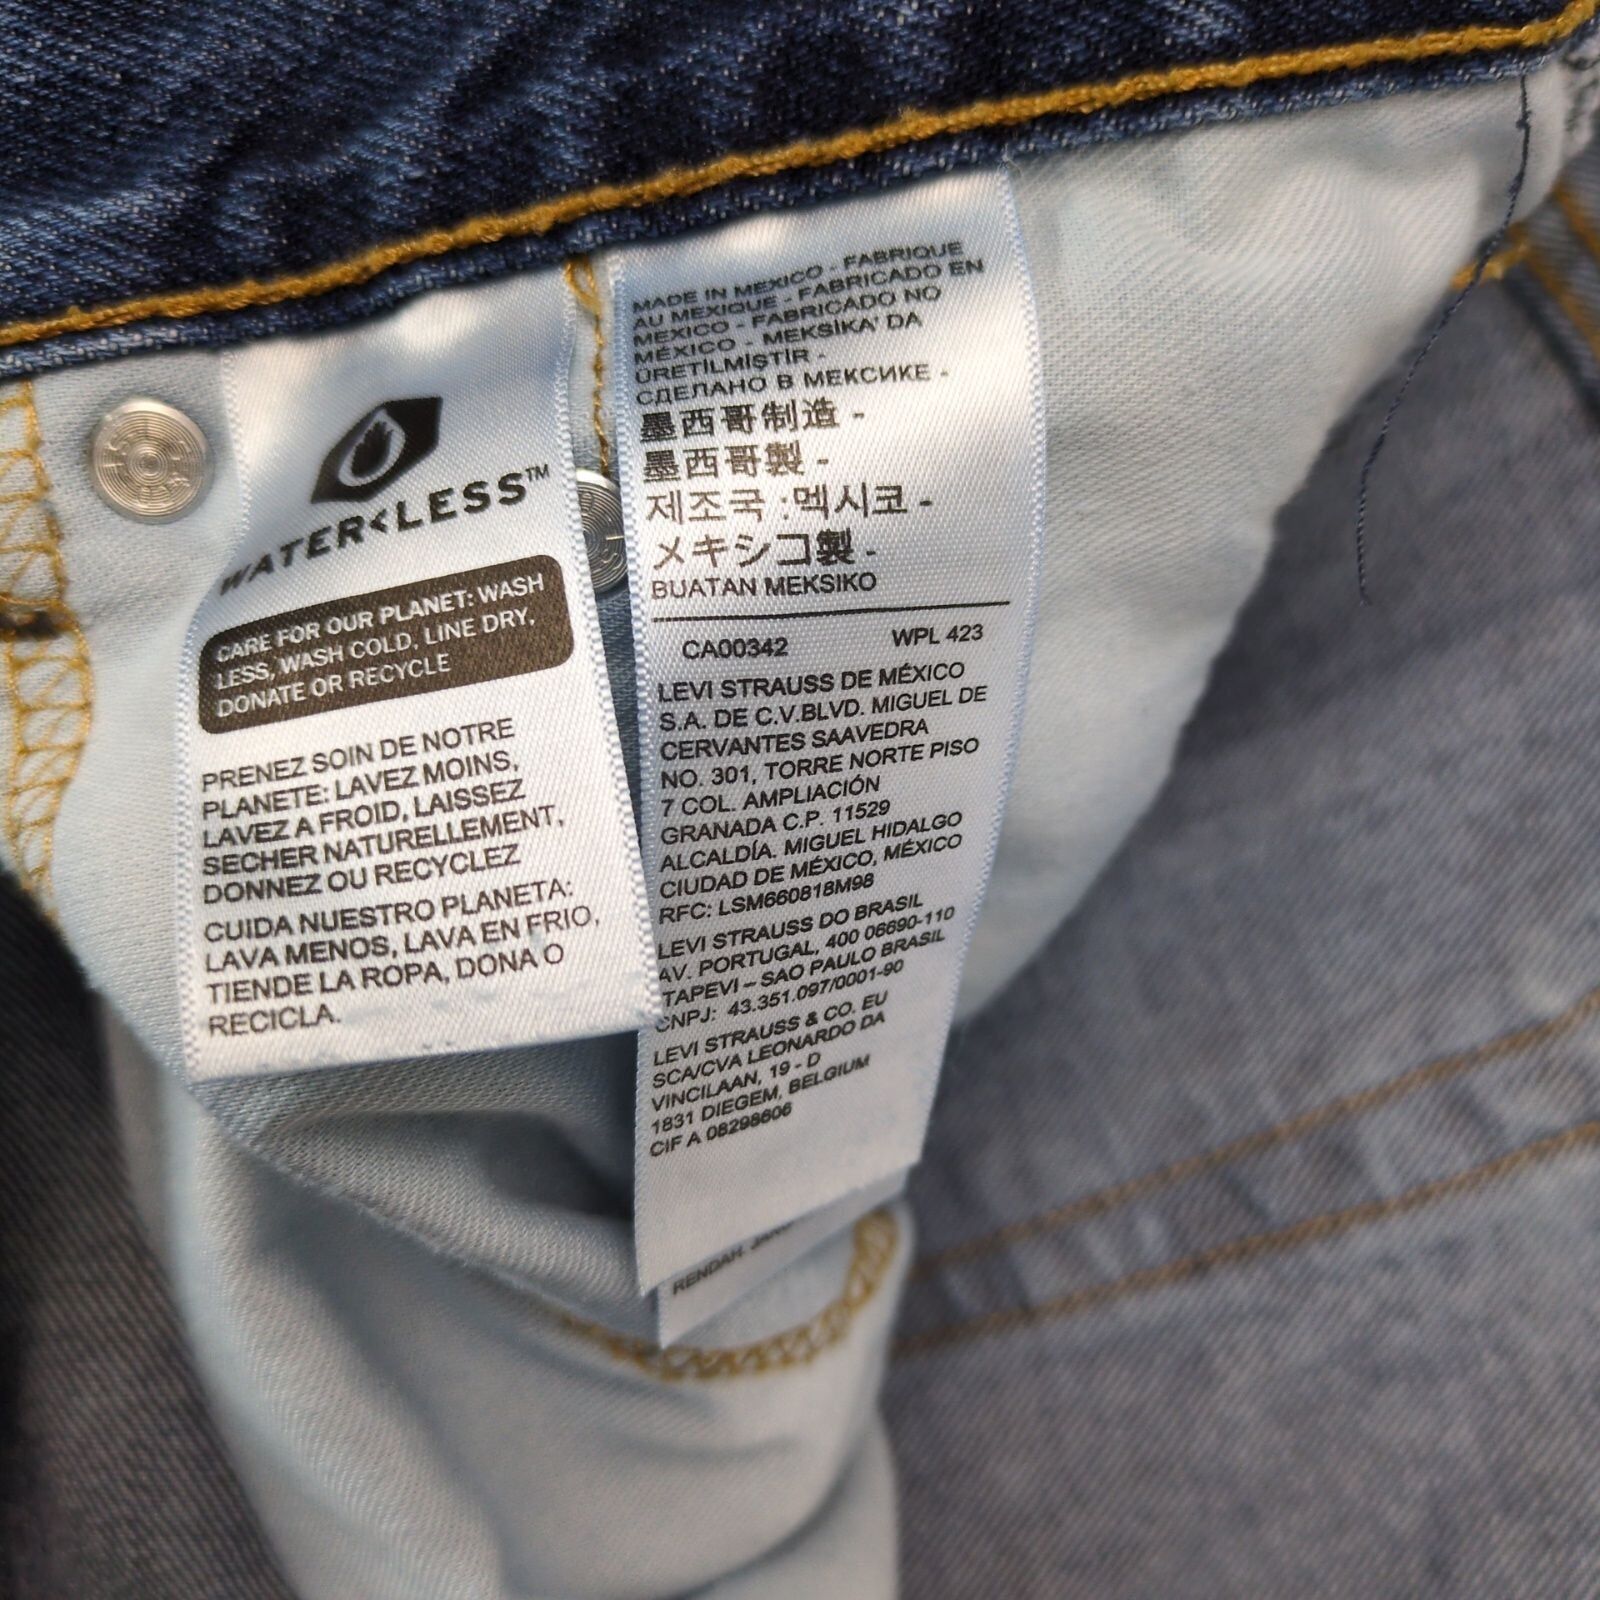 WATER<LESS™
CARE FOR OUR PLANET: WASH
LESS, WASH COLD, LINE DRY,
DONATE OR RECYCLE
PRENEZ SOIN DE NOTRE
PLANETE: LAVEZ MOINS,
LAVEZ A FROID, LAISSEZ
SECHER NATURELLEMENT,
DONNEZ OU RECYCLEZ
CUIDA NUESTRO PLANETA:
LAVA MENOS, LAVA EN FRIO,
TIENDE LA ROPA, DONA O
RECICLA.
MADE IN MEXICO - FABRIQUE
AU MEXIQUE - FABRICADO EN
MEXICO - FABRICADO NO
MÉXICO - MEKSİKA' DA
ÜRETİLMİŞTİR -
СДЕЛАНО В МЕКСИКЕ -
墨西哥制造 -
墨西哥製 -
제조국 :멕시코 -
メキシコ製 -
BUATAN MEKSIKO
CA00342 WPL 423
LEVI STRAUSS DE MÉXICO
S.A. DE C.V.BLVD. MIGUEL DE
CERVANTES SAAVEDRA
NO. 301, TORRE NORTE PISO
7 COL. AMPLIACIÓN
GRANADA C.P. 11529
ALCALDÍA. MIGUEL HIDALGO
CIUDAD DE MÉXICO, MÉXICO
RFC: LSM660818M98
LEVI STRAUSS DO BRASIL
AV. PORTUGAL, 400 06690-110
ITAPEVI – SAO PAULO BRASIL
CNPJ: 43.351.097/0001-90
LEVI STRAUSS & CO. EU
SCA/CVA LEONARDO DA
VINCILAAN, 19 - D
1831 DIEGEM, BELGIUM
CIF A 08298606
RENDAH.